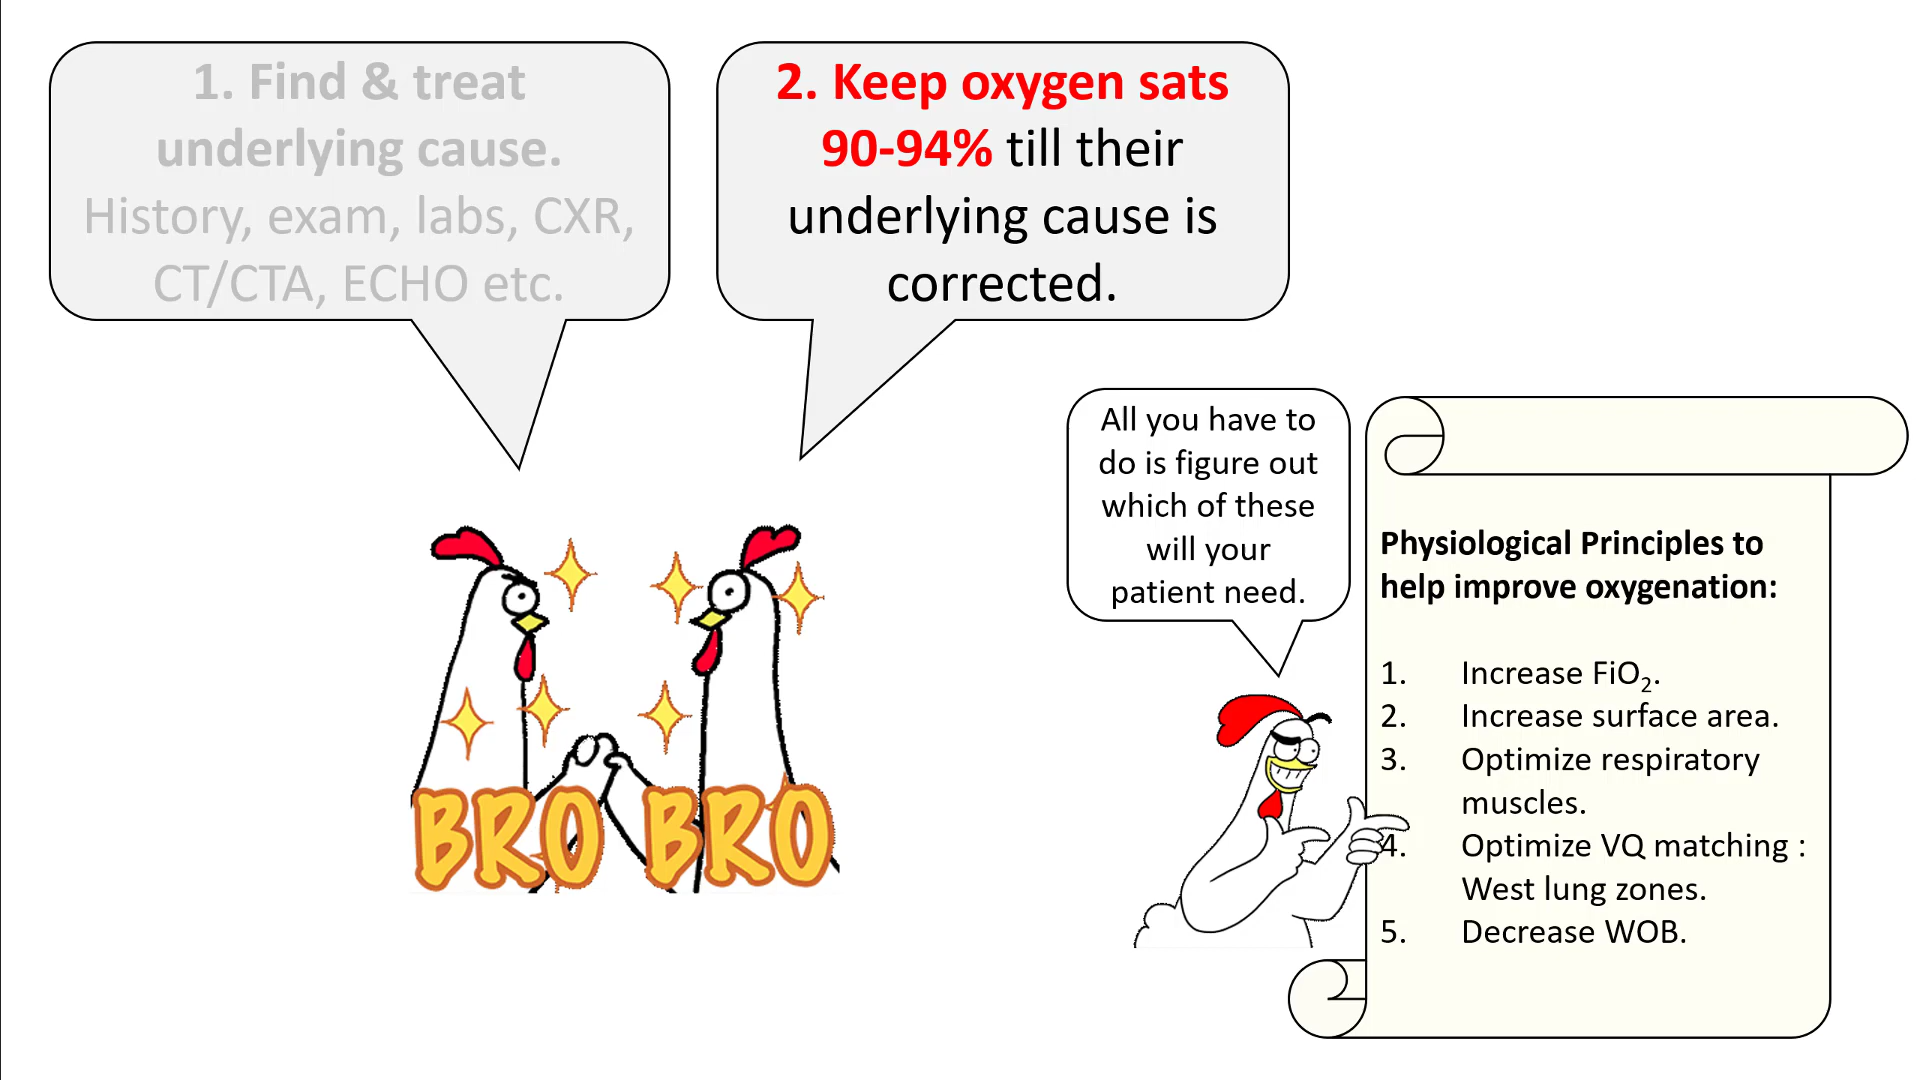 1. Find & treat
underlying cause.
History, exam, labs, CXR,
CT/CTA, ECHO etc.
2. Keep oxygen sats
90-94% till their
underlying cause is
corrected.
All you have to
do is figure out
which of these
will your
patient need.
Physiological Principles to
help improve oxygenation:
1. Increase FiO₂.
2. Increase surface area.
3. Optimize respiratory
muscles.
4. Optimize VQ matching :
West lung zones.
5. Decrease WOB.
BRO BRO